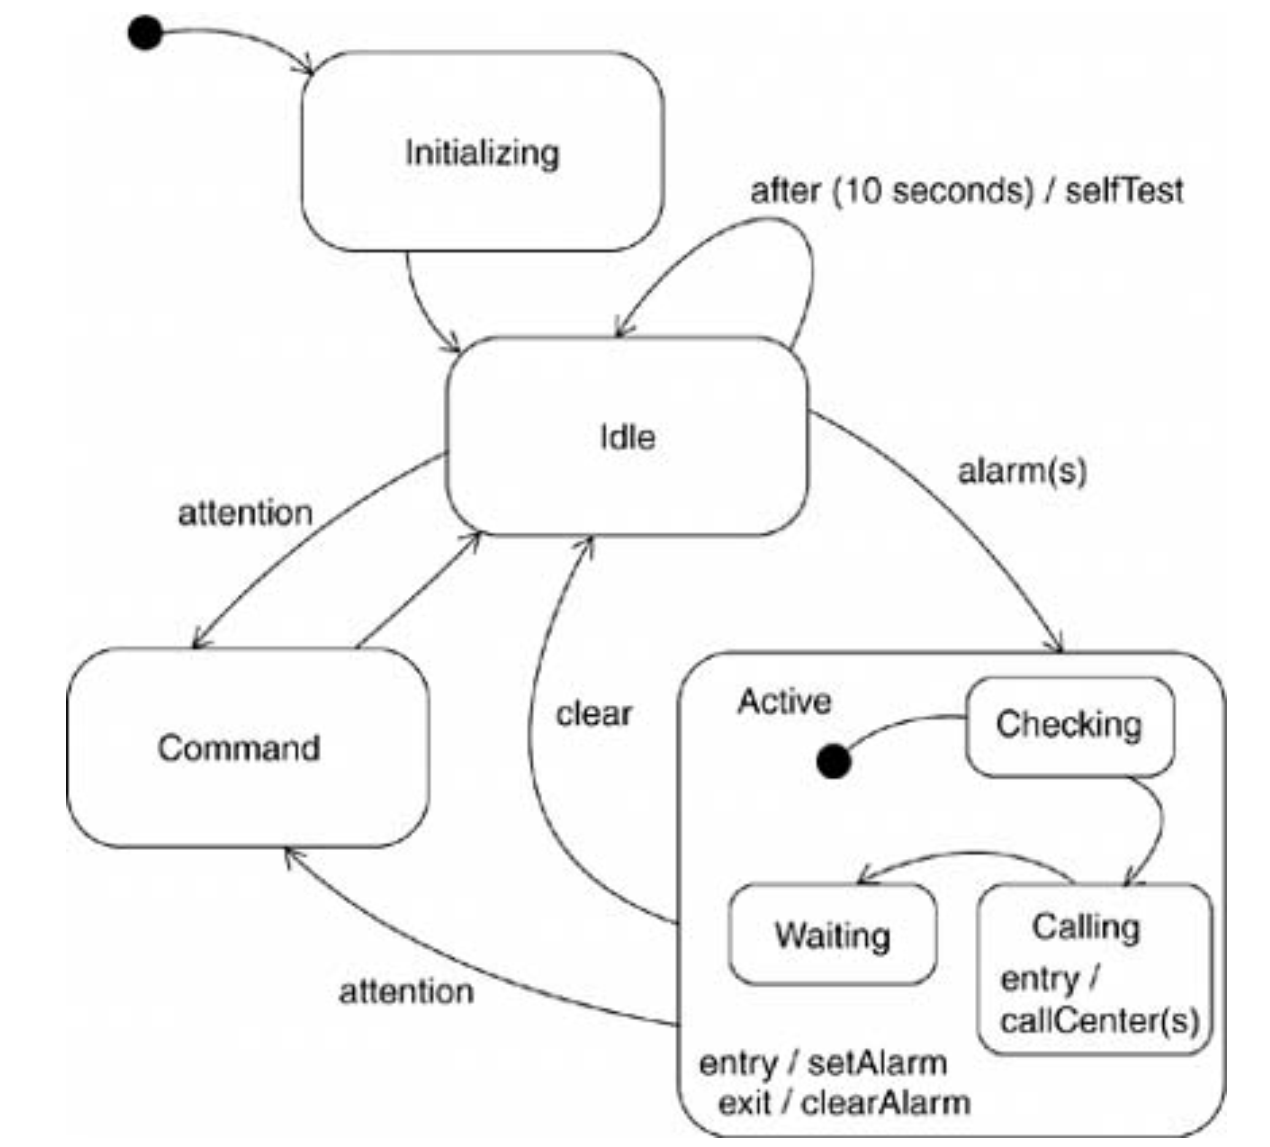 Initializing
after (10 seconds) / selfTest
Idle
alarm(s)
attention
Active
Checking
clear
Command
Waiting
Calling
entry /
callCenter(s)
attention
entry / setAlarm
exit / clearAlarm